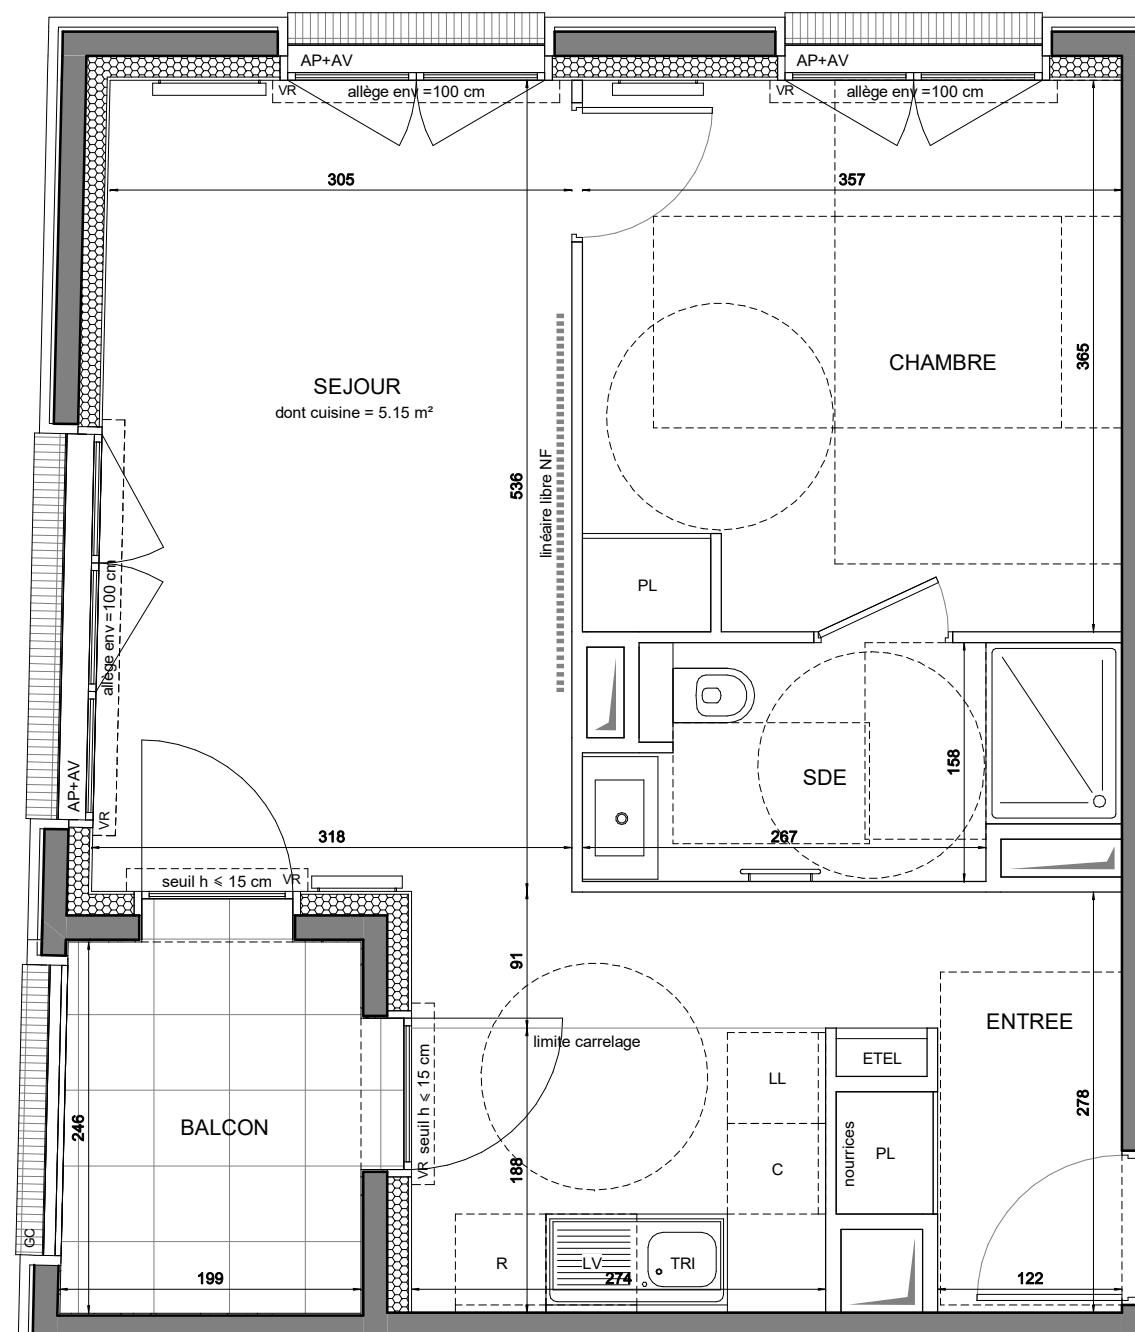 AP+AV
AP+AV
VR
allège env =100 cm
VR
allège env =100 cm
305
357
SEJOUR
dont cuisine = 5.15 m²
CHAMBRE
365
536
linéaire libre NF
allège env =100 cm
PL
AP+AV
VR
SDE
158
318
267
seuil h ⩽ 15 cm
VR
91
ENTREE
limite carrelage
ETEL
LL
278
246
BALCON
VR
seuil h ⩽ 15 cm
188
C
nourrices
PL
GC
199
R
LV
274
TRI
122